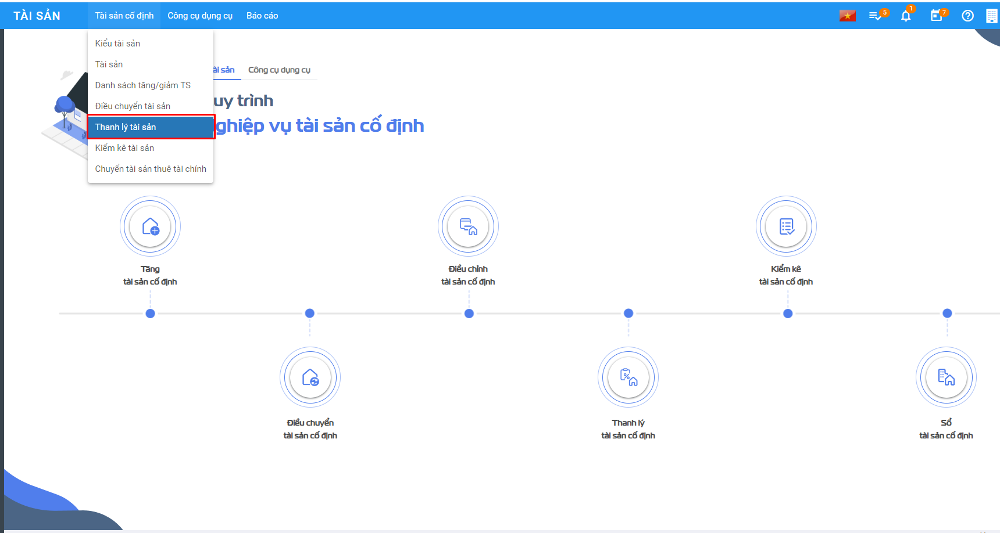 TÀI SẢN
Tài sản cố định
Công cụ dụng cụ
Báo cáo
5
1
7
Kiểu tài sản
Tài sản
Danh sách tăng/giảm TS
Điều chuyển tài sản
Thanh lý tài sản
Kiểm kê tài sản
Chuyển tài sản thuê tài chính
ài sản
Công cụ dụng cụ
uy trình
ghiệp vụ tài sản cố định
Tăng
tài sản cố định
Điều chỉnh
tài sản cố định
Kiểm kê
tài sản cố định
Điều chuyển
tài sản cố định
Thanh lý
tài sản cố định
Sổ
tài sản cố định